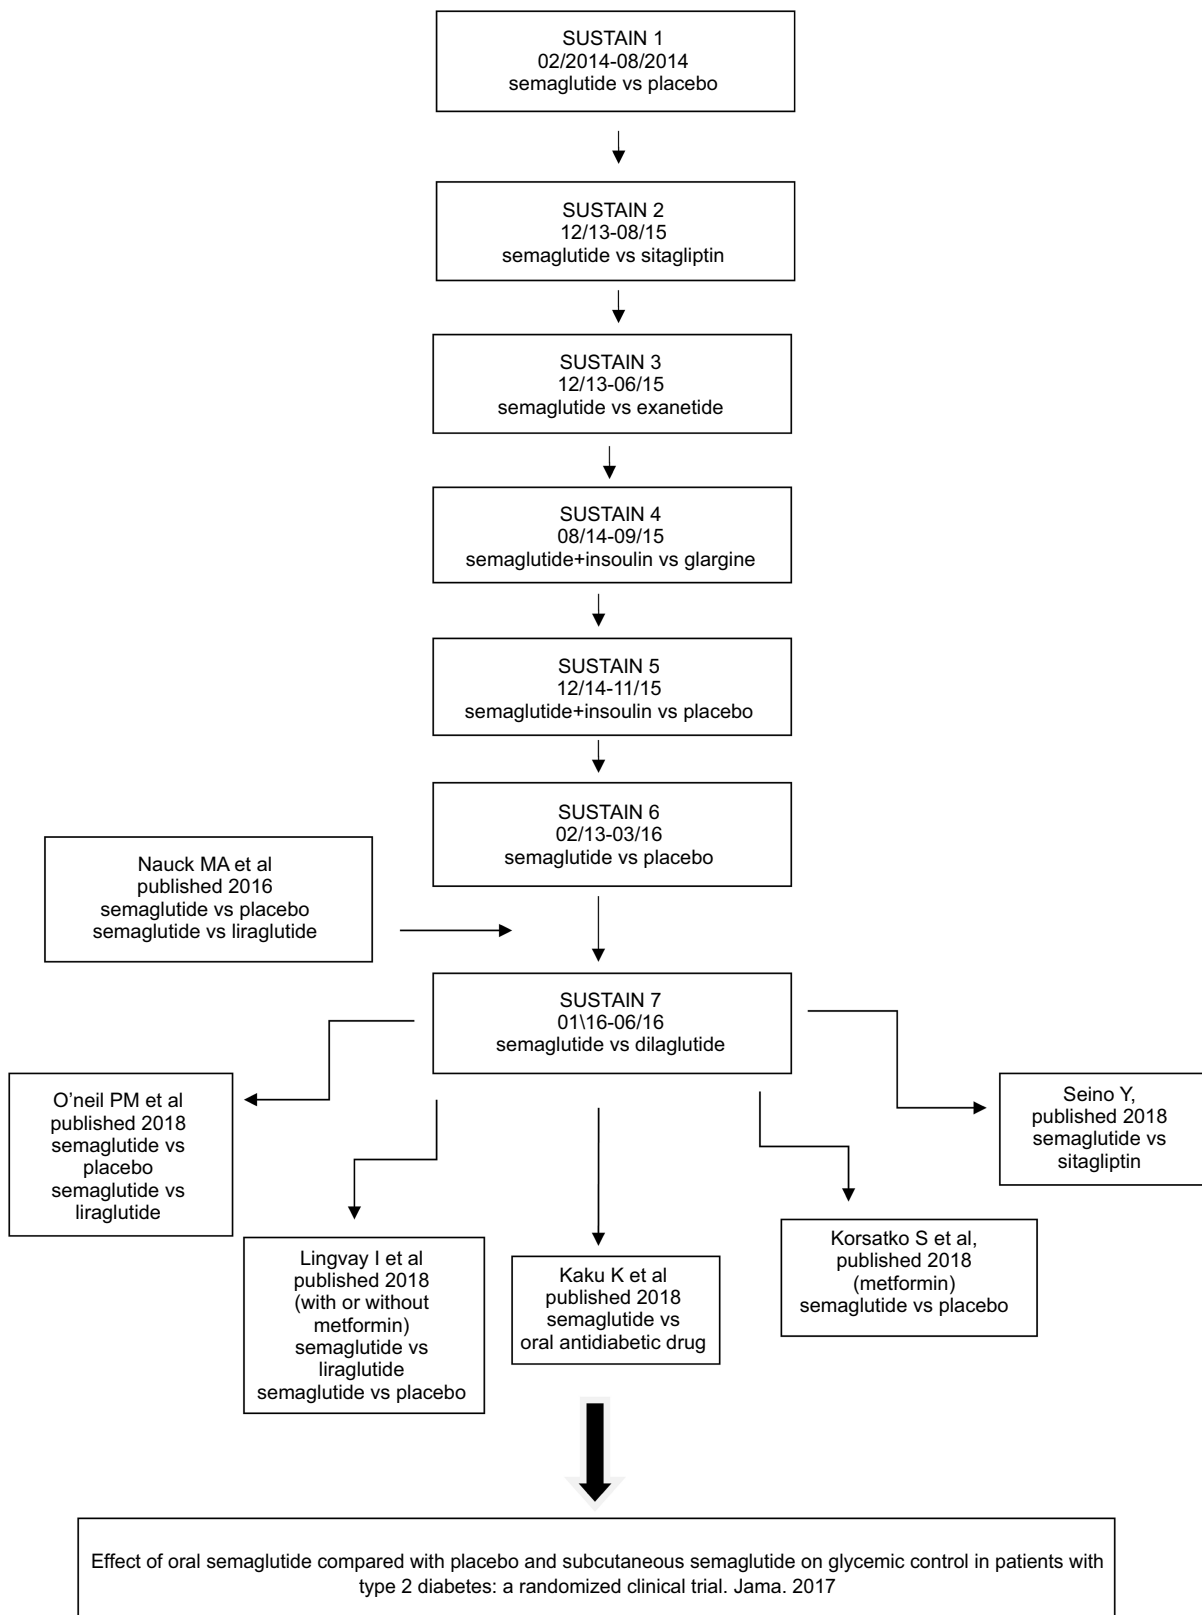 SUSTAIN 1
02/2014-08/2014
semaglutide vs placebo
SUSTAIN 2
12/13-08/15
semaglutide vs sitagliptin
SUSTAIN 3
12/13-06/15
semaglutide vs exanetide
SUSTAIN 4
08/14-09/15
semaglutide+insoulin vs glargine
SUSTAIN 5
12/14-11/15
semaglutide+insoulin vs placebo
SUSTAIN 6
02/13-03/16
semaglutide vs placebo
Nauck MA et al
published 2016
semaglutide vs placebo
semaglutide vs liraglutide
SUSTAIN 7
01\16-06/16
semaglutide vs dilaglutide
O'neil PM et al
published 2018
semaglutide vs
placebo
semaglutide vs
liraglutide
Lingvay I et al
published 2018
(with or without
metformin)
semaglutide vs
liraglutide
semaglutide vs placebo
Kaku K et al
published 2018
semaglutide vs
oral antidiabetic drug
Korsatko S et al,
published 2018
(metformin)
semaglutide vs placebo
Seino Y,
published 2018
semaglutide vs
sitagliptin
Effect of oral semaglutide compared with placebo and subcutaneous semaglutide on glycemic control in patients with
type 2 diabetes: a randomized clinical trial. Jama. 2017